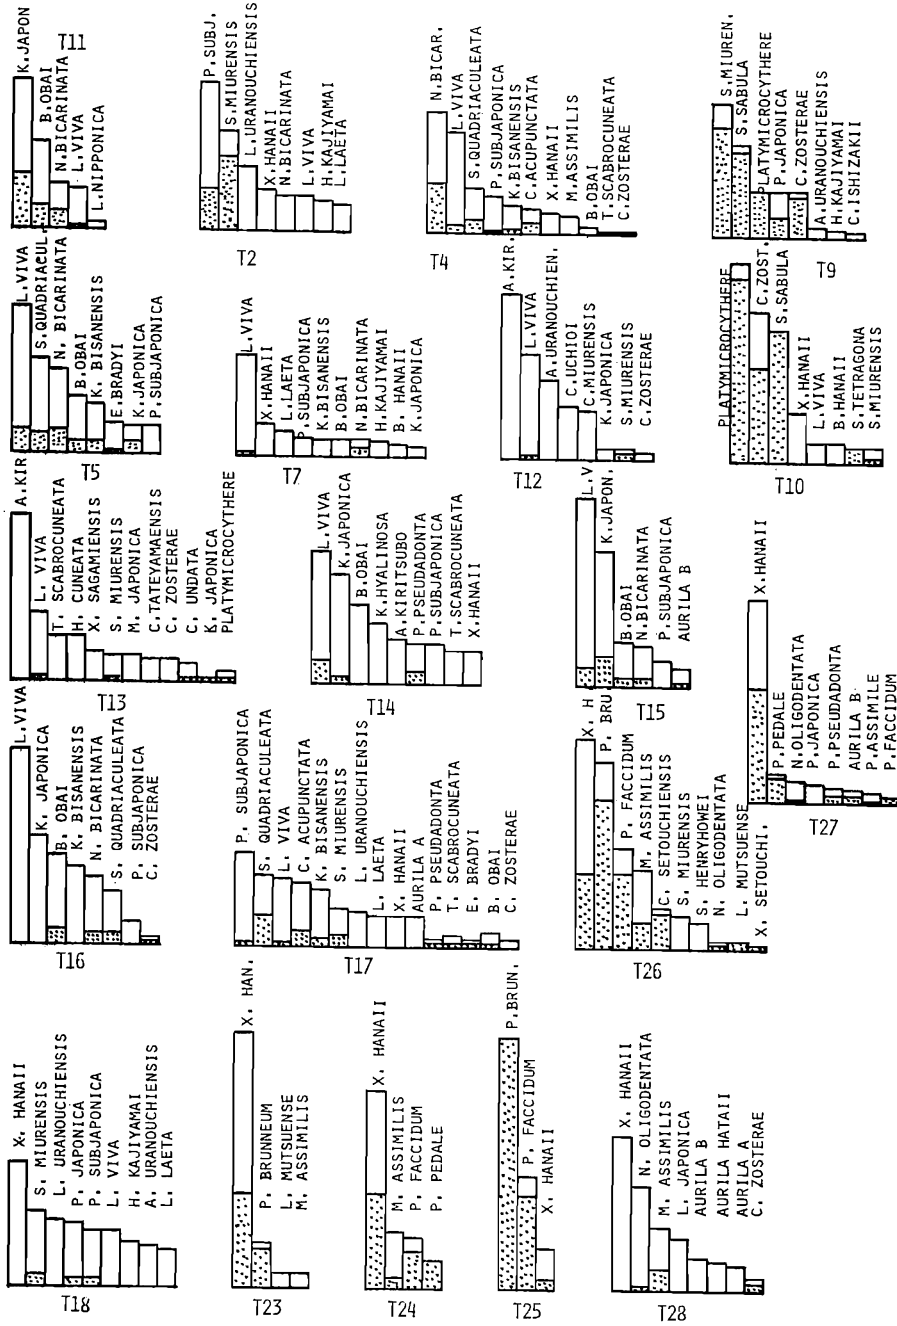 T11
K.JAPON
B.OBAI
N.BICARINATA
L.VIVA
L.NIPPONICA
P.SUBJ.
S.MIURENSIS
L.URANOUCHIENSIS
X.HANAII
N.BICARINATA
L.VIVA
H.KAJIYAMAI
L.LAETA
T2
N.BICAR.
L.VIVA
S.QUADRIACULEATA
P.SUBJAPONICA
K.BISANENSIS
C.ACUPUNCTATA
X.HANAII
M.ASSIMILIS
B.OBAI
T.SCABROCUNEATA
C.ZOSTERAE
T4
S.MIUREN.
S.SABULA
PLATYMICROCYTHERE
P.JAPONICA
C.ZOSTERAE
A.URANOUCHIENSIS
H.KAJIYAMAI
C.ISHIZAKII
T9
L.VIVA
S.QUADRIACUL.
N. BICARINATA
B.OBAI
K. BISANENSIS
E.BRADYI
K.JAPONICA
P.SUBJAPONICA
T5
L.VIVA
X.HANAII
L.LAETA
P.SUBJAPONICA
K.BISANENSIS
B.OBAI
N.BICARINATA
H.KAJIYAMAI
B. HANAII
K.JAPONICA
T7
A.KIR.
L.VIVA
A.URANOUCHIEN.
C.UCHIOI
C.MIURENSIS
K.JAPONICA
S.MIURENSIS
C.ZOSTERAE
T12
PLATYMICROCYTHERE
C.ZOST.
S.SABULA
X.HANAII
L.VIVA
B.HANAII
S.TETRAGONA
S.MIURENSIS
T10
A.KIR
L. VIVA
T. SCABROCUNEATA
H. CUNEATA
X. SAGAMIENSIS
S. MIURENSIS
M. JAPONICA
C.TATEYAMAENSIS
C. ZOSTERAE
C. UNDATA
K. JAPONICA
PLATYMICROCYTHERE
T13
L.VIVA
K.JAPONICA
B.OBAI
K.HYALINOSA
A.KIRITSUBO
P.PSEUDADONTA
P.SUBJAPONICA
T.SCABROCUNEATA
X.HANAII
T14
L.V
K.JAPON.
B.OBAI
N.BICARINATA
P.SUBJAPONICA
AURILA B
T15
X.HANAII
P.PEDALE
N.OLIGODENTATA
P.JAPONICA
P.PSEUDADONTA
AURILA B
P.ASSIMILE
P.FACCIDUM
T27
L.VIVA
K. JAPONICA
B. OBAI
K. BISANENSIS
N. BICARINATA
S. QUADRIACULEATA
P. SUBJAPONICA
C. ZOSTERAE
T16
P. SUBJAPONICA
S. QUADRIACULEATA
L. VIVA
C. ACUPUNCTATA
K. BISANENSIS
S. MIURENSIS
L. URANOUCHIENSIS
L. LAETA
X. HANAII
AURILA A
P. PSEUDADONTA
T. SCABROCUNEATA
E. BRADYI
B. OBAI
C. ZOSTERAE
T17
X. H
P. BRU
P. FACCIDUM
M. ASSIMILIS
C. SETOUCHIENSIS
S. MIURENSIS
S. HENRYHOWEI
N. OLIGODENTATA
L. MUTSUENSE
X. SETOUCHI.
T26
X. HANAII
S. MIURENSIS
L. URANOUCHIENSIS
P. JAPONICA
P. SUBJAPONICA
L. VIVA
H. KAJIYAMAI
A. URANOUCHIENSIS
L. LAETA
T18
X. HAN.
P. BRUNNEUM
L. MUTSUENSE
M. ASSIMILIS
T23
X. HANAII
M. ASSIMILIS
P. FACCIDUM
P. PEDALE
T24
P.BRUN.
P. FACCIDUM
X. HANAII
T25
X. HANAII
N. OLIGODENTATA
M. ASSIMILIS
L. JAPONICA
AURILA B
AURILA HATAII
AURILA A
C. ZOSTERAE
T28